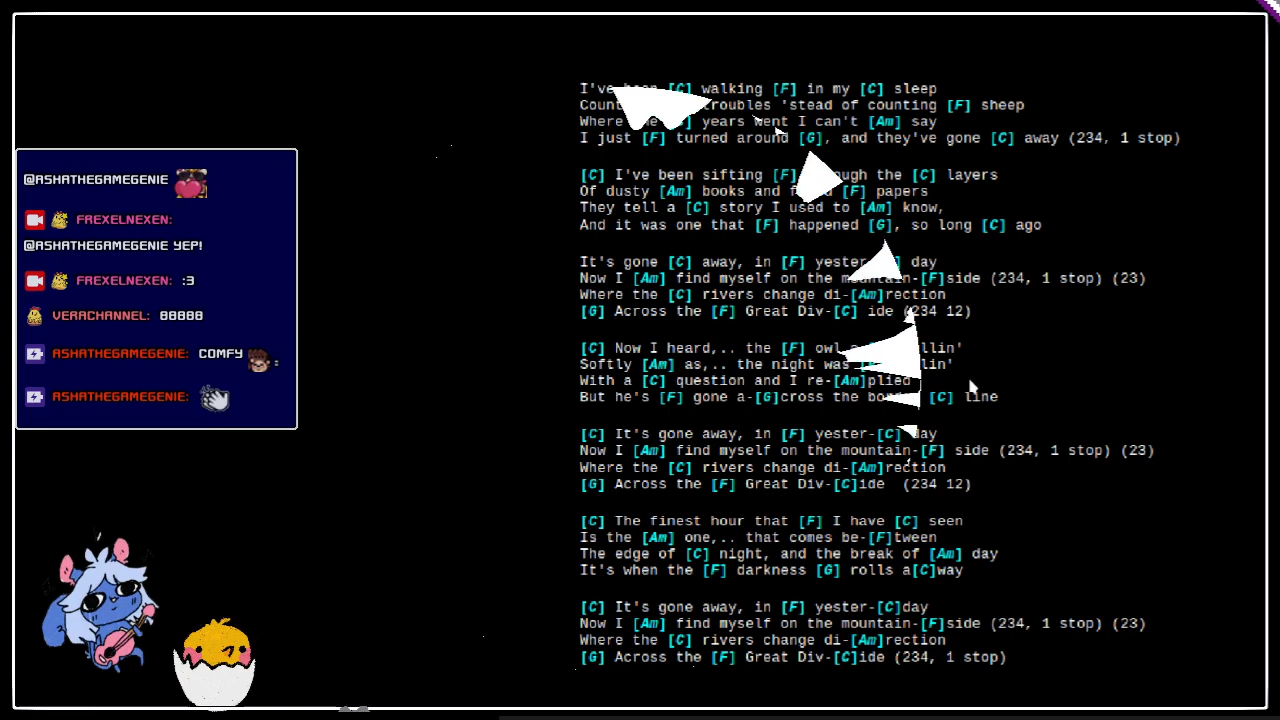 @ASHATHEGAMEGENIE
FREXELNEXEN:
@ASHATHEGAMEGENIE YEP!
FREXELNEXEN: :3
VERACHANNEL: 88888
ASHATHEGAMEGENIE: COMFY :
ASHATHEGAMEGENIE:
I've [C] walking [F] in my [C] sleep
troubles 'stead of counting [F] sheep
Where years went I can't [Am] say
I just [F] turned around [G], and they've gone [C] away (234, 1 stop)
[C] I've been sifting [F] the [C] layers
Of dusty [Am] books and [F] papers
They tell a [C] story I used to [Am] know,
And it was one that [F] happened [G], so long [C] ago
It's gone [C] away, in [F] yester- day
Now I [Am] find myself on the mountain-[F]side (234, 1 stop) (23)
Where the [C] rivers change di-[Am]rection
[G] Across the [F] Great Div-[C] ide (234 12)
[C] Now I heard,.. the [F] owl
Softly [Am] as,.. the night was
With a [C] question and I re-[Am]plied
But he's [F] gone a-[G]cross the [C] line
[C] It's gone away, in [F] yester-[C] day
Now I [Am] find myself on the mountain-[F] side (234, 1 stop) (23)
Where the [C] rivers change di-[Am]rection
[G] Across the [F] Great Div-[C]ide (234 12)
[C] The finest hour that [F] I have [C] seen
Is the [Am] one,.. that comes be-[F]tween
The edge of [C] night, and the break of [Am] day
It's when the [F] darkness [G] rolls a[C]way
[C] It's gone away, in [F] yester-[C]day
Now I [Am] find myself on the mountain-[F]side (234, 1 stop) (23)
Where the [C] rivers change di-[Am]rection
[G] Across the [F] Great Div-[C]ide (234, 1 stop)